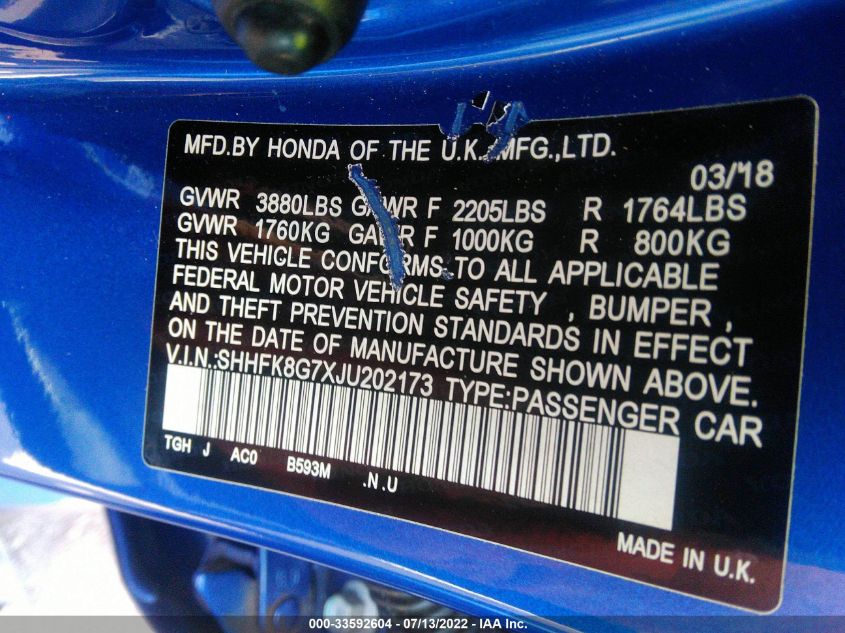 MFD.BY HONDA OF THE U.K. MFG.,LTD.
03/18
GVWR 3880LBS GAWR F 2205LBS R 1764LBS
GVWR 1760KG GAWR F 1000KG R 800KG
THIS VEHICLE CONFORMS TO ALL APPLICABLE
FEDERAL MOTOR VEHICLE SAFETY , BUMPER ,
AND THEFT PREVENTION STANDARDS IN EFFECT
ON THE DATE OF MANUFACTURE SHOWN ABOVE.
V.I.N.:SHHFK8G7XJU202173 TYPE:PASSENGER CAR
TGH J AC0 B593M .N.U
MADE IN U.K.
000-33592604 - 07/13/2022 - IAA Inc.